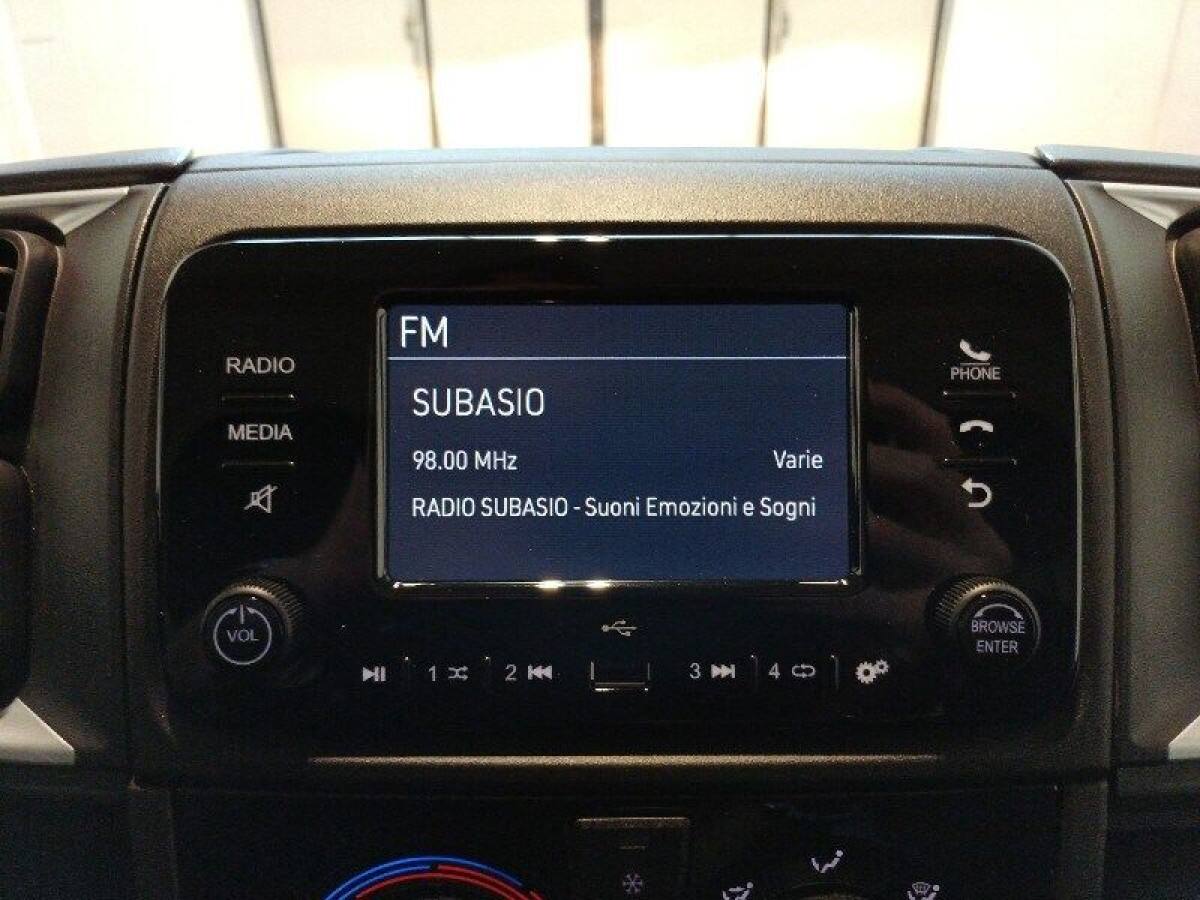 FM
RADIO
SUBASIO
PHONE
MEDIA
98.00 MHz Varie
RADIO SUBASIO - Suoni Emozioni e Sogni
VOL
BROWSE
ENTER
1 2 3 4